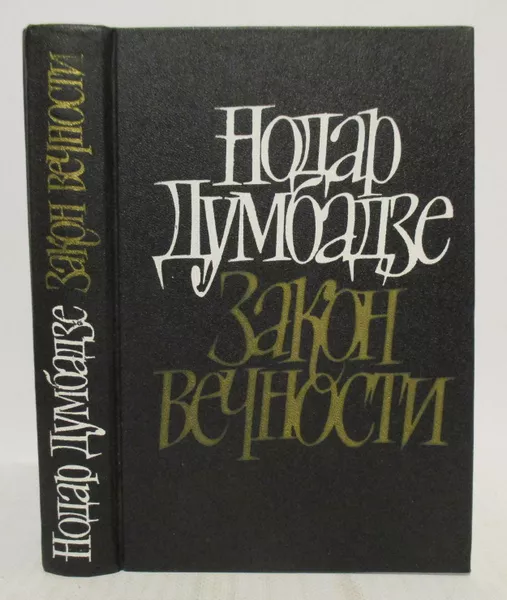 Нодар Думбадзе Закон вечности
Нодар
Думбадзе
Закон
вечности